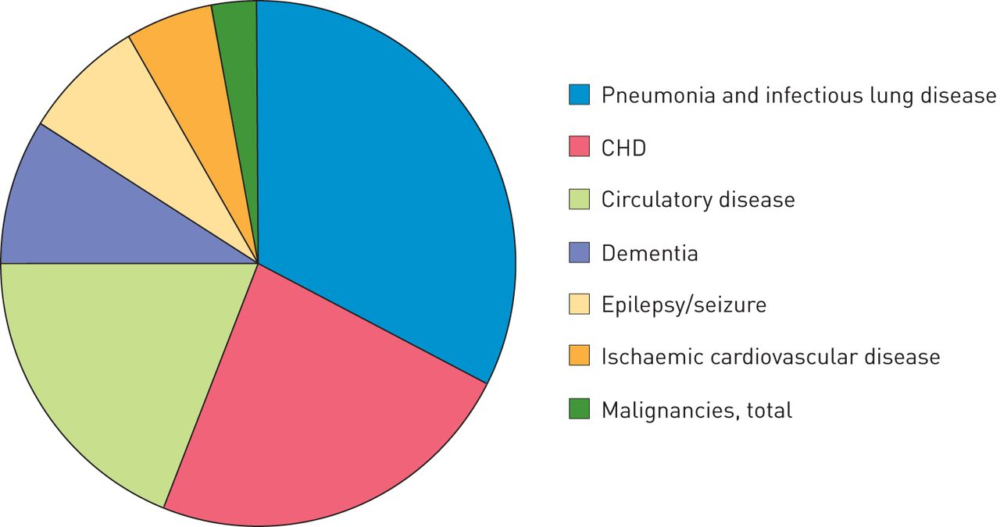 Pneumonia and infectious lung disease
CHD
Circulatory disease
Dementia
Epilepsy/seizure
Ischaemic cardiovascular disease
Malignancies, total